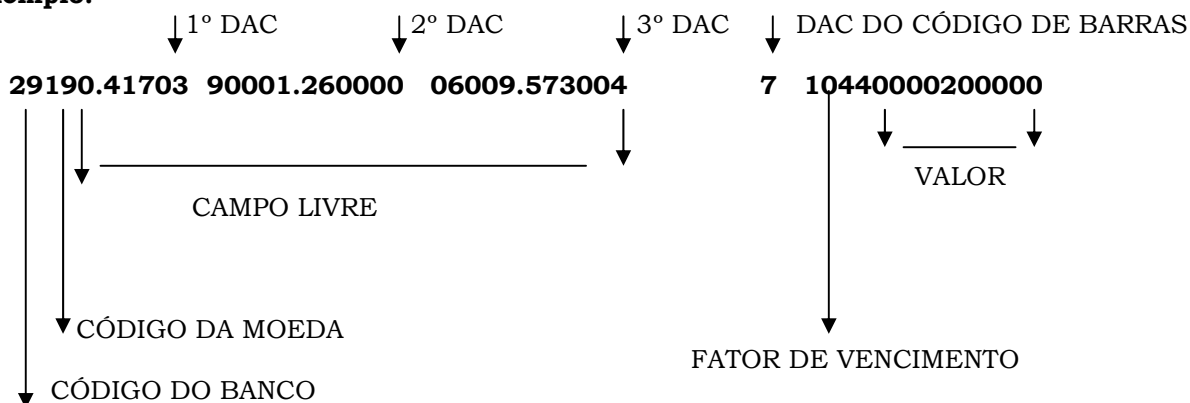 1º DAC 2º DAC 3º DAC DAC DO CÓDIGO DE BARRAS
29190.41703 90001.260000 06009.573004 7 10440000200000
VALOR
CAMPO LIVRE
CÓDIGO DA MOEDA
FATOR DE VENCIMENTO
CÓDIGO DO BANCO